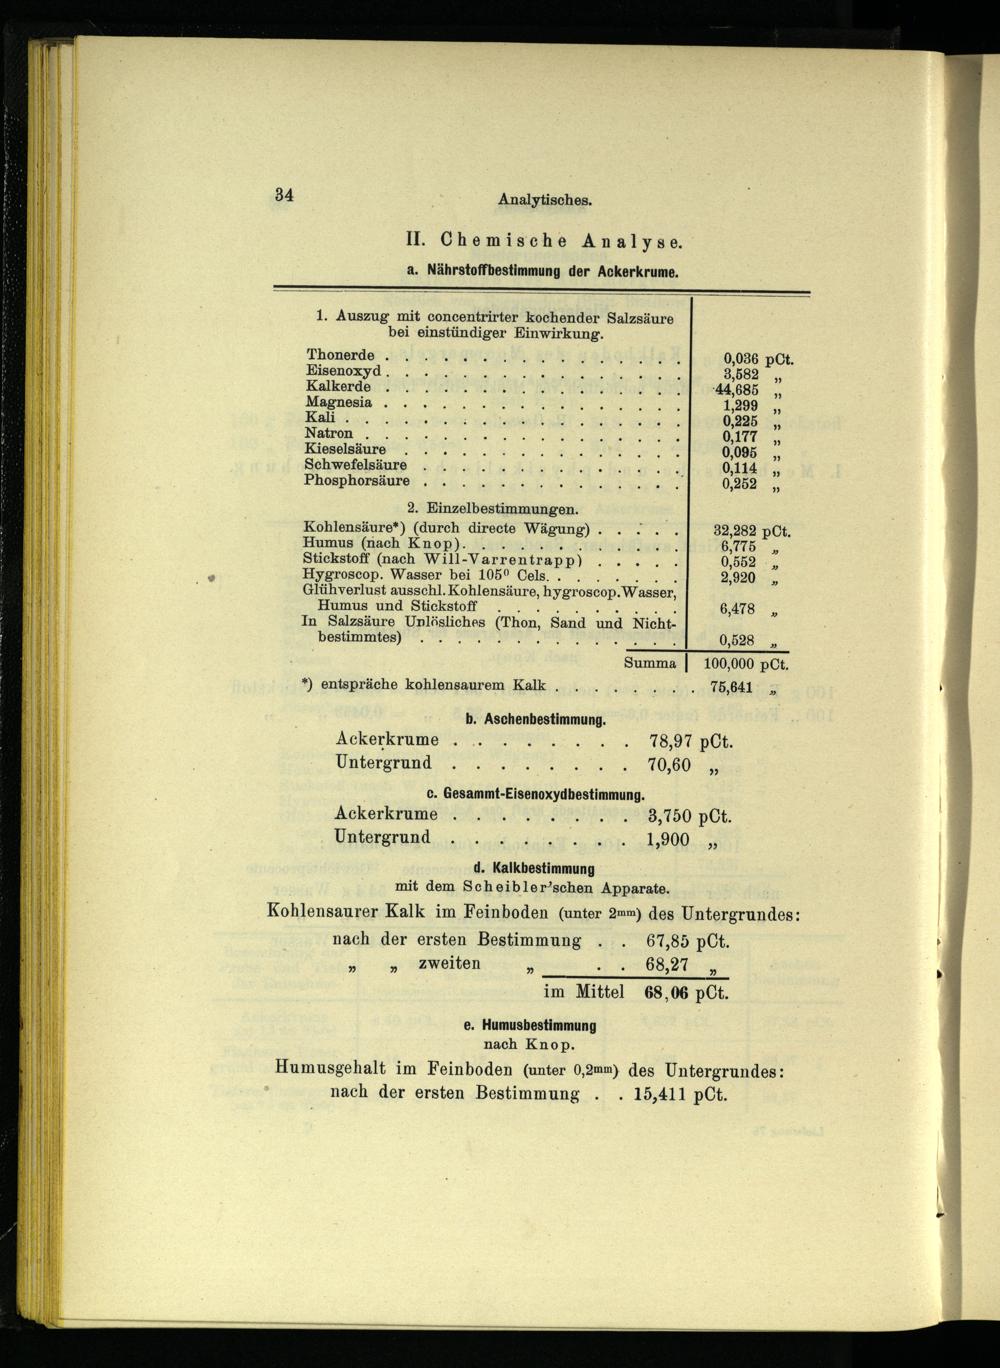 34
Analytisches.
II. Chemische Analyse.
a. Nährstoffbestimmung der Ackerkrume.
1. Auszug mit concentrirter kochender Salzsäure
bei einstündiger Einwirkung.
Thonerde . . . . . . . . . . . . . . . . 0,036 pCt.
Eisenoxyd . . . . . . . . . . . . . . . . 3,582 „
Kalkerde . . . . . . . . . . . . . . . . 44,685 „
Magnesia . . . . . . . . . . . . . . . . 1,299 „
Kali . . . . . . . . . . . . . . . . . . 0,225 „
Natron . . . . . . . . . . . . . . . . . 0,177 „
Kieselsäure . . . . . . . . . . . . . . . 0,095 „
Schwefelsäure . . . . . . . . . . . . . . 0,114 „
Phosphorsäure . . . . . . . . . . . . . . 0,252 „
2. Einzelbestimmungen.
Kohlensäure*) (durch directe Wägung) . . . . . 32,282 pCt.
Humus (nach Knop) . . . . . . . . . . . . 6,775 „
Stickstoff (nach Will-Varrentrapp) . . . . . 0,552 „
Hygroscop. Wasser bei 105⁰ Cels. . . . . . . . 2,920 „
Glühverlust ausschl. Kohlensäure, hygroscop. Wasser,
Humus und Stickstoff . . . . . . . . . . 6,478 „
In Salzsäure Unlösliches (Thon, Sand und Nicht-
bestimmtes) . . . . . . . . . . . . . . 0,528 „
Summa 100,000 pCt.
*) entspräche kohlensaurem Kalk . . . . . . . . 75,641 „
b. Aschenbestimmung.
Ackerkrume . . . . . . . . 78,97 pCt.
Untergrund . . . . . . . . 70,60 „
c. Gesammt-Eisenoxydbestimmung.
Ackerkrume . . . . . . . . 3,750 pCt.
Untergrund . . . . . . . . 1,900 „
d. Kalkbestimmung
mit dem Scheibler'schen Apparate.
Kohlensaurer Kalk im Feinboden (unter 2mm) des Untergrundes:
nach der ersten Bestimmung . . 67,85 pCt.
„ „ zweiten „ . . 68,27 „
im Mittel 68,06 pCt.
e. Humusbestimmung
nach Knop.
Humusgehalt im Feinboden (unter 0,2mm) des Untergrundes:
nach der ersten Bestimmung . . 15,411 pCt.